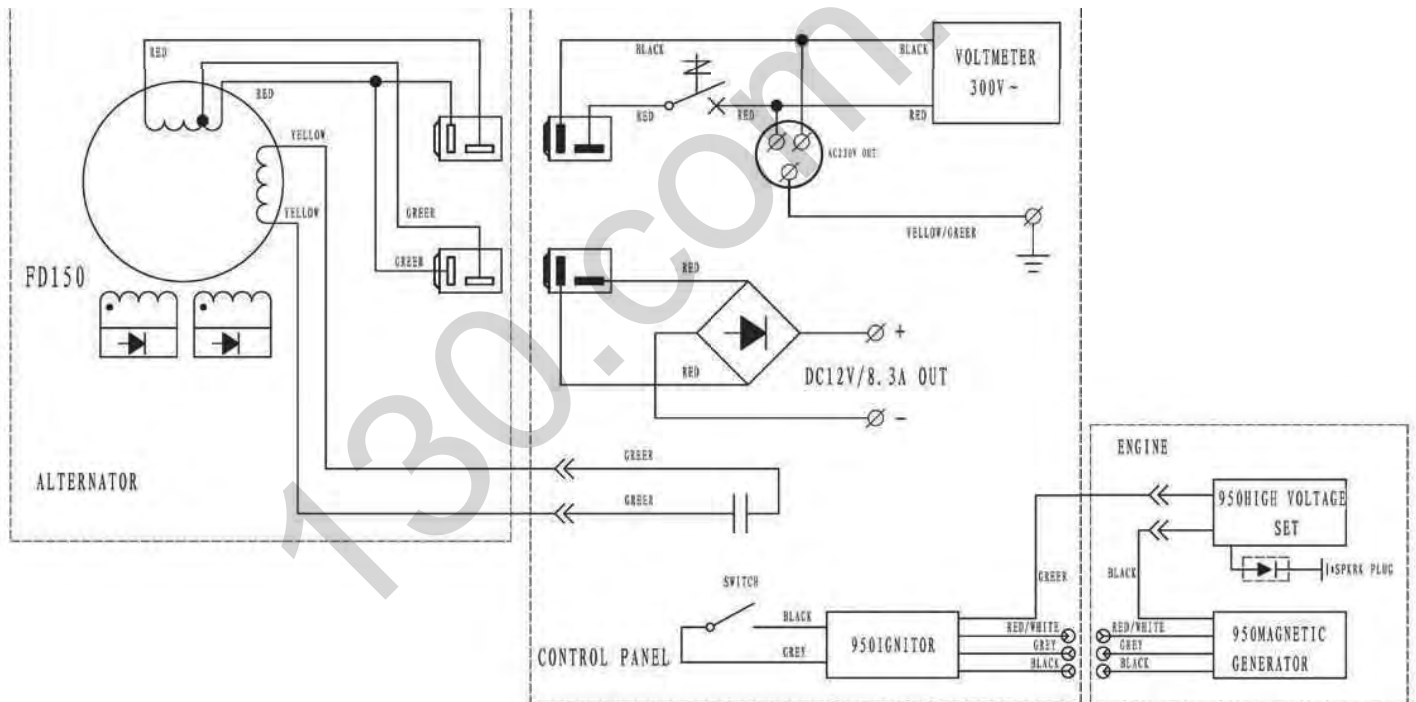 RED
RED
YELLOW
YELLOW
GREER
GREER
FD150
ALTERNATOR
BLACK
BLACK
VOLTMETER
300V~
RED
RED
RED
AC230V OUT
YELLOW/GREER
RED
RED
+
DC12V/8.3A OUT
-
GREER
GREER
SWITCH
BLACK
GREY
950IGNITOR
CONTROL PANEL
GREER
RED/WHITE
GREY
BLACK
ENGINE
950HIGH VOLTAGE
SET
SPKRK PLUG
BLACK
RED/WHITE
GREY
BLACK
950MAGNETIC
GENERATOR
130.com.